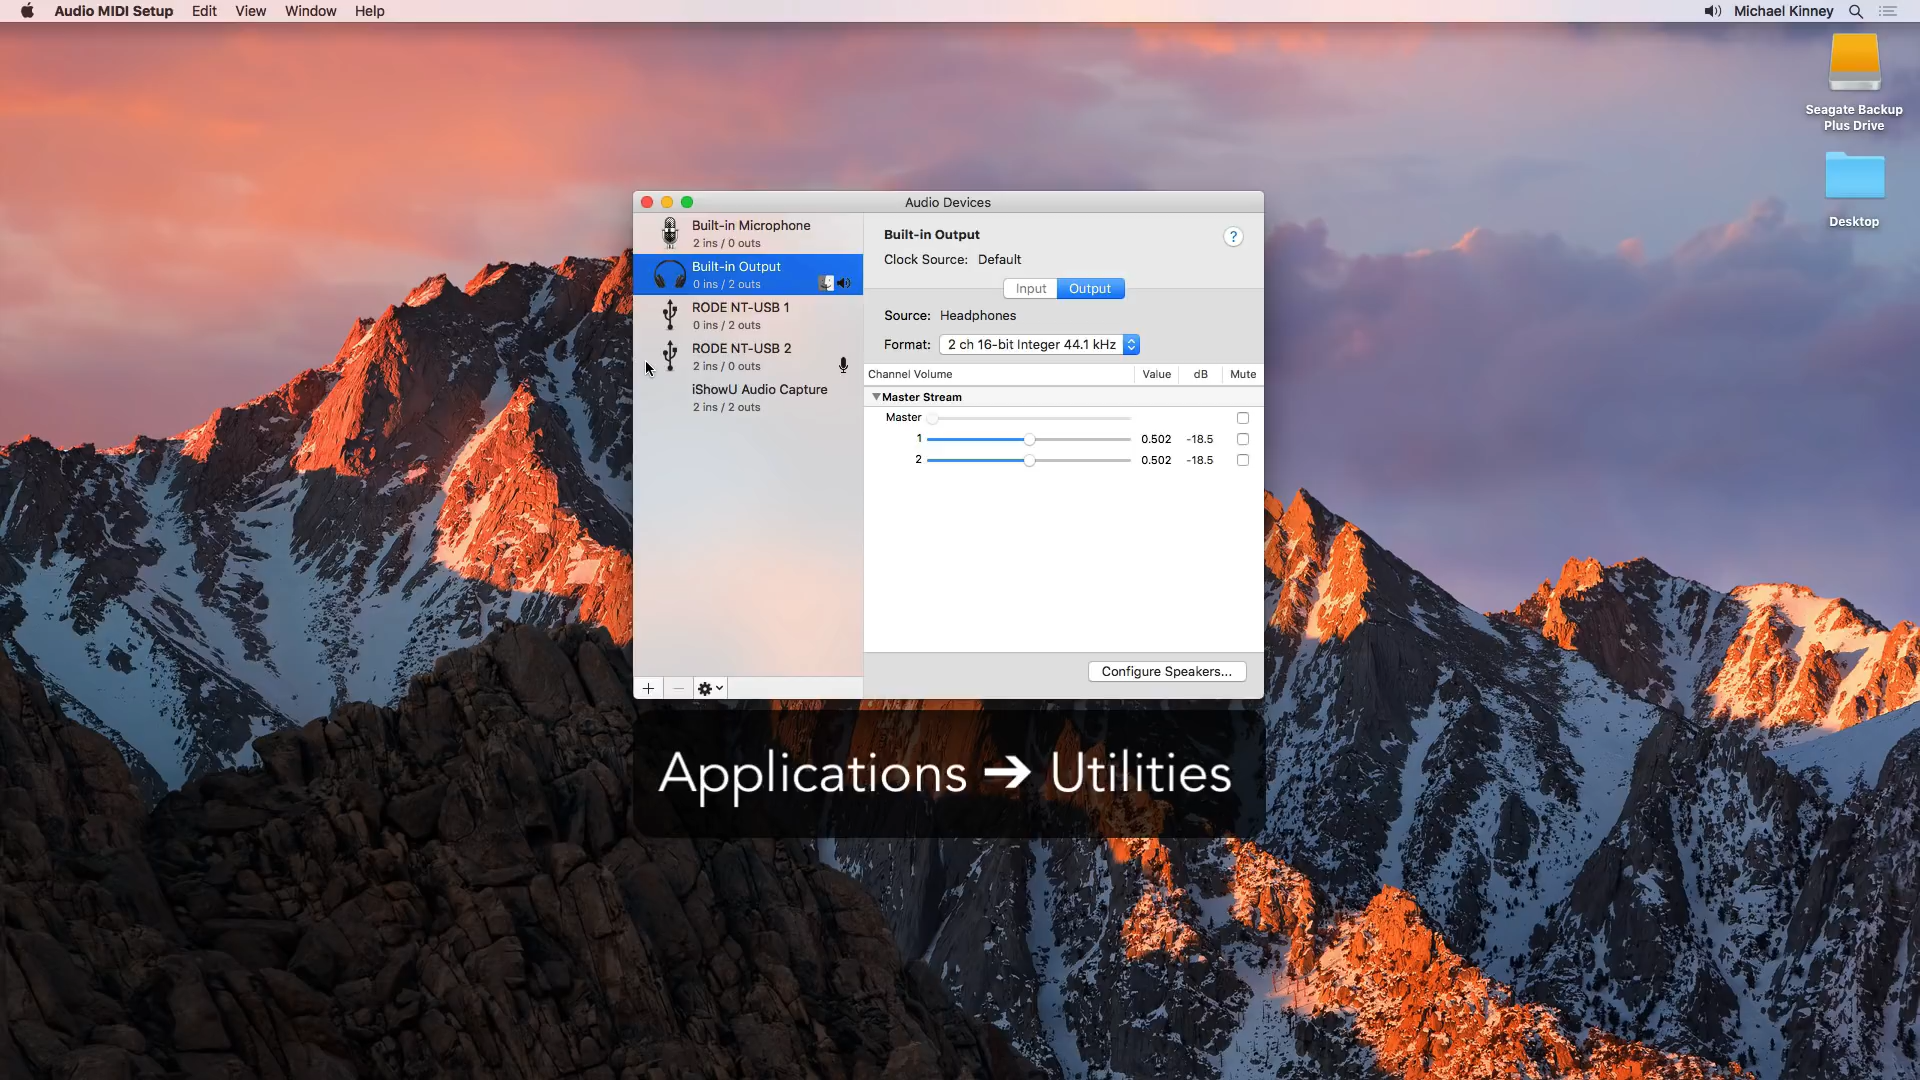 Audio MIDI Setup Edit View Window Help Michael Kinney
Seagate Backup
Plus Drive
Desktop
Audio Devices
Built-in Microphone
2 ins / 0 outs
Built-in Output
0 ins / 2 outs
RODE NT-USB 1
0 ins / 2 outs
RODE NT-USB 2
2 ins / 0 outs
iShowU Audio Capture
2 ins / 2 outs
Built-in Output
?
Clock Source: Default
Input Output
Source: Headphones
Format: 2 ch 16-bit Integer 44.1 kHz
Channel Volume Value dB Mute
Master Stream
Master
1 0.502 -18.5
2 0.502 -18.5
Configure Speakers...
Applications ➔ Utilities